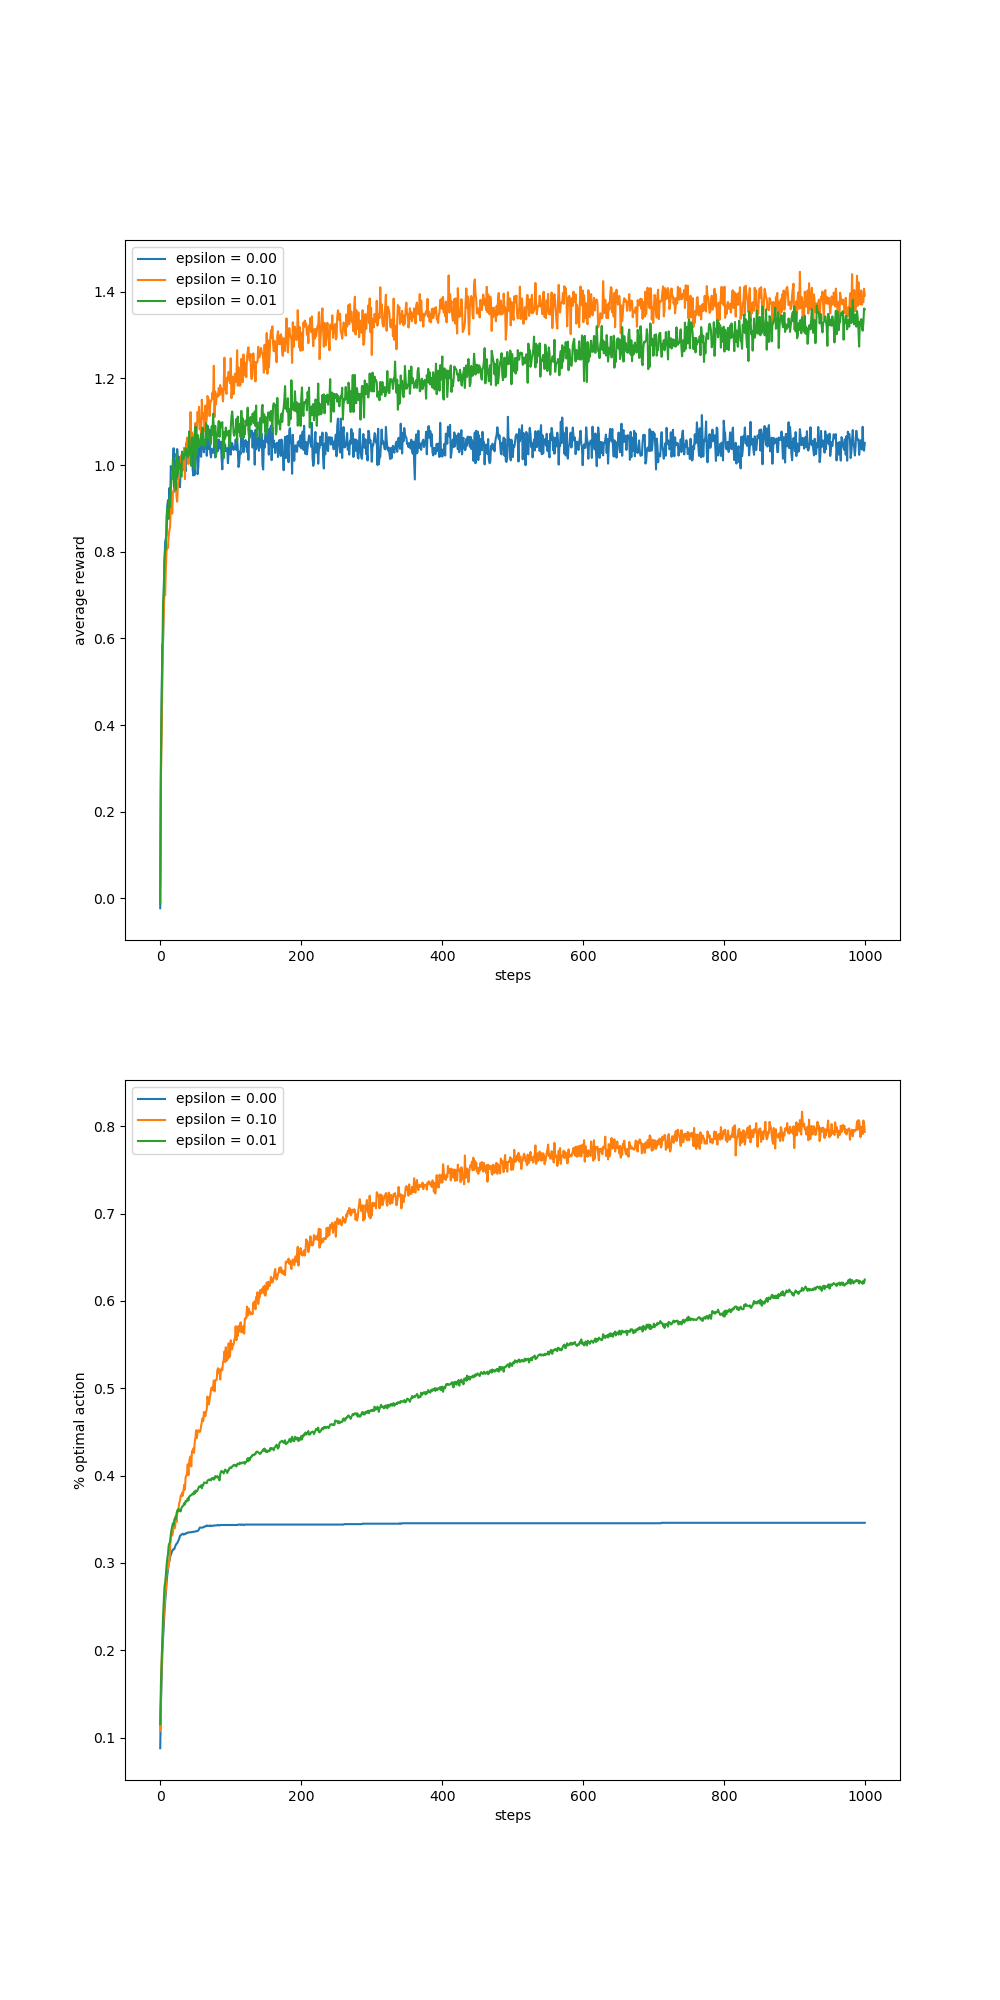 epsilon = 0.00
epsilon = 0.10
epsilon = 0.01
1.4
1.2
1.0
0.8
0.6
0.4
0.2
0.0
average reward
0 200 400 600 800 1000
steps
epsilon = 0.00
epsilon = 0.10
epsilon = 0.01
0.8
0.7
0.6
0.5
0.4
0.3
0.2
0.1
% optimal action
0 200 400 600 800 1000
steps